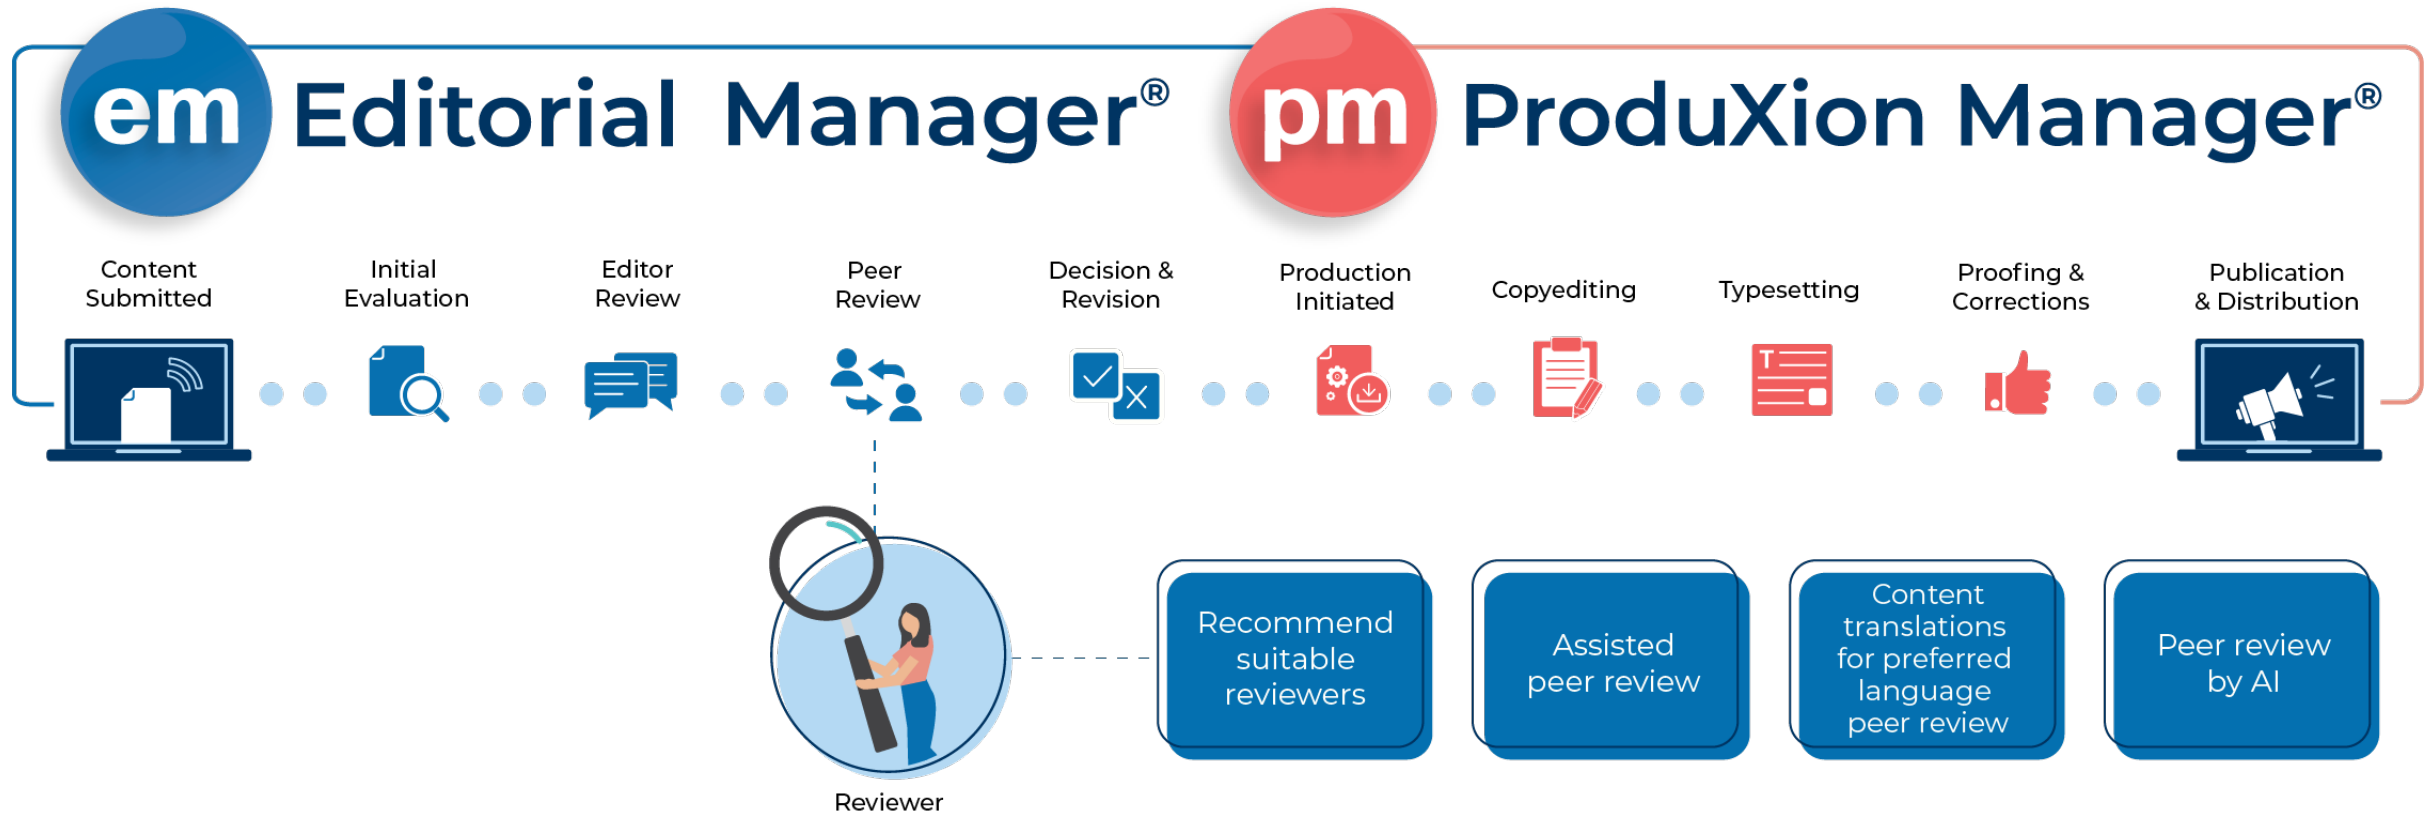 em Editorial Manager®
pm ProduXion Manager®
Content
Submitted
Initial
Evaluation
Editor
Review
Peer
Review
Decision &
Revision
Production
Initiated
Copyediting
Typesetting
Proofing &
Corrections
Publication
& Distribution
T
Reviewer
Recommend
suitable
reviewers
Assisted
peer review
Content
translations
for preferred
language
peer review
Peer review
by AI